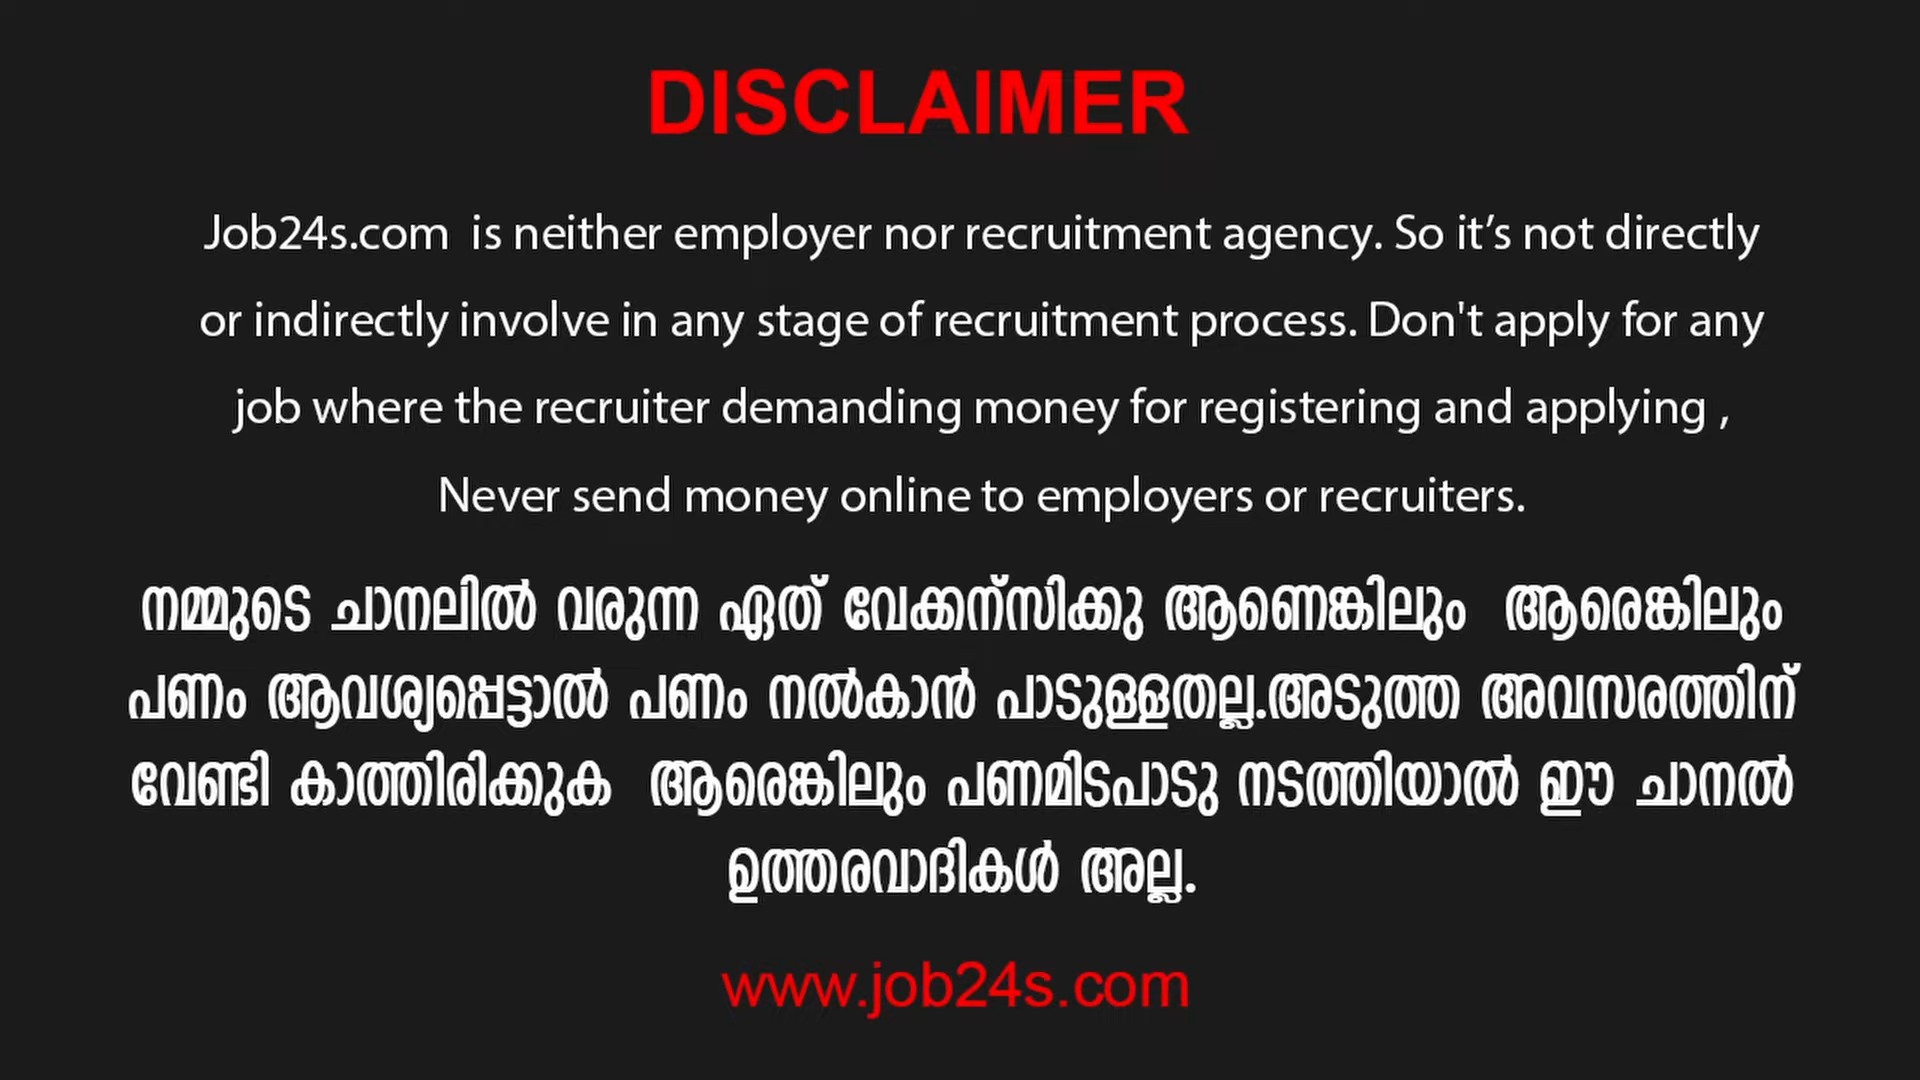 DISCLAIMER
Job24s.com is neither employer nor recruitment agency. So it’s not directly
or indirectly involve in any stage of recruitment process. Don't apply for any
job where the recruiter demanding money for registering and applying ,
Never send money online to employers or recruiters.
നമ്മുടെ ചാനലിൽ വരുന്ന ഏത് വേക്കന്സിക്കു ആണെങ്കിലും ആരെങ്കിലും
പണം ആവശ്യപ്പെട്ടാൽ പണം നൽകാൻ പാടുള്ളതല്ല.അടുത്ത അവസരത്തിന്
വേണ്ടി കാത്തിരിക്കുക ആരെങ്കിലും പണമിടപാടു നടത്തിയാൽ ഈ ചാനൽ
ഉത്തരവാദികൾ അല്ല.
www.job24s.com